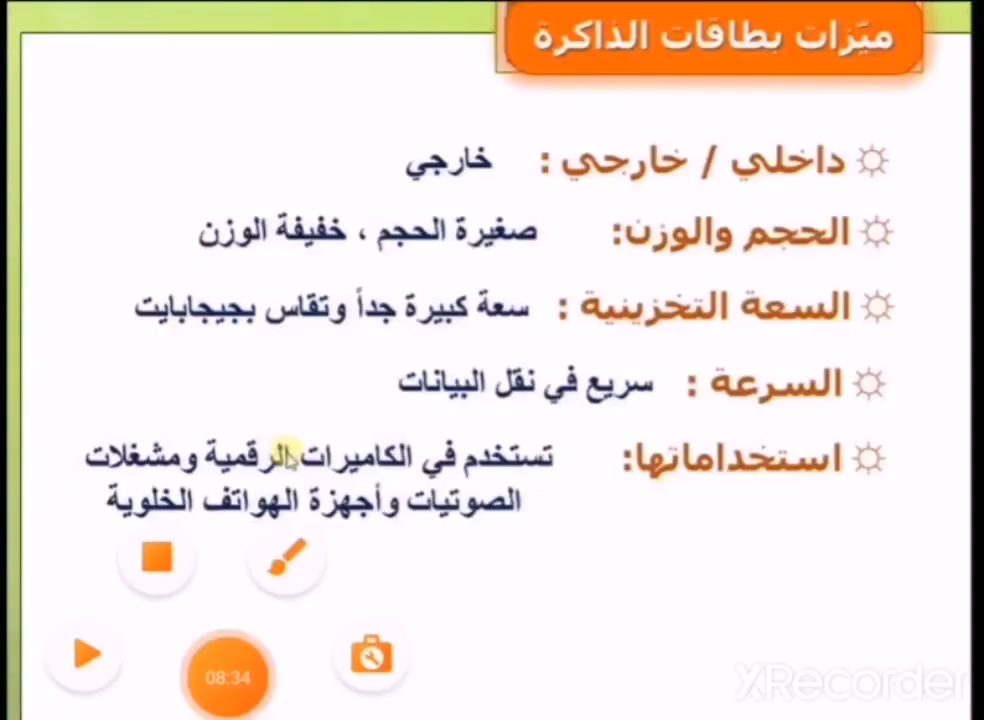 ميّزات بطاقات الذاكرة
داخلي / خارجي : خارجي
الحجم والوزن: صغيرة الحجم ، خفيفة الوزن
السعة التخزينية : سعة كبيرة جداً وتقاس بجيجابايت
السرعة : سريع في نقل البيانات
استخداماتها: تستخدم في الكاميرات الرقمية ومشغلات
الصوتيات وأجهزة الهواتف الخلوية
08:34
XRecorder